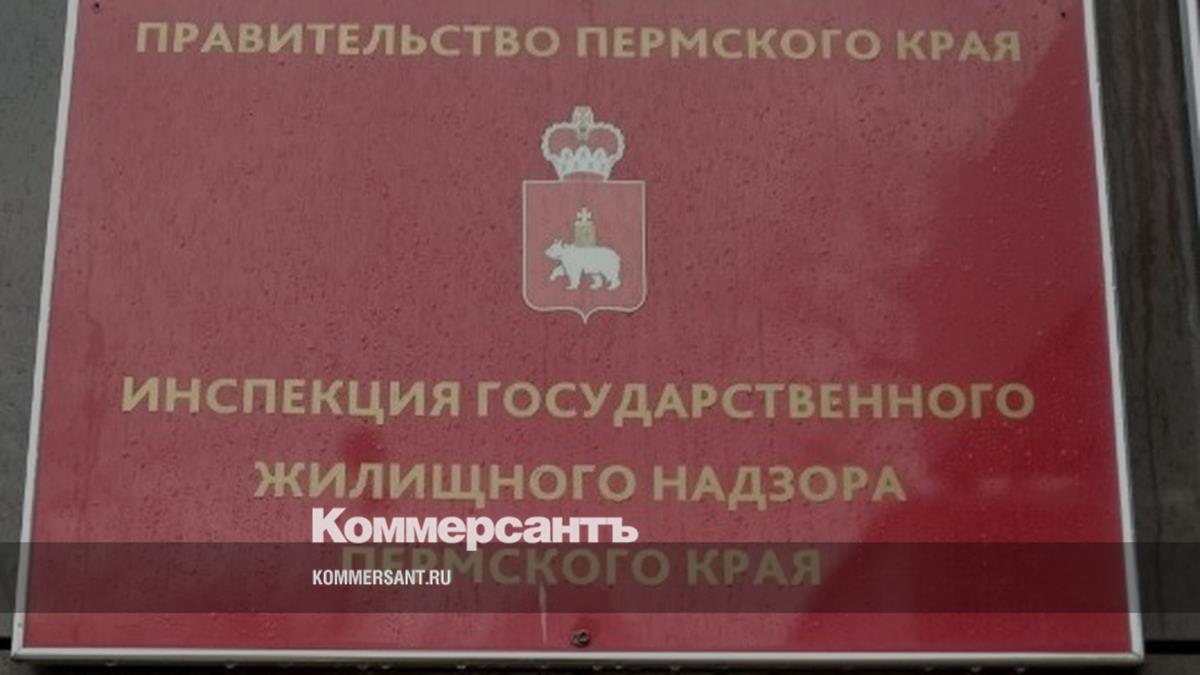 ПРАВИТЕЛЬСТВО ПЕРМСКОГО КРАЯ
ИНСПЕКЦИЯ ГОСУДАРСТВЕННОГО
ЖИЛИЩНОГО НАДЗОРА
Коммерсантъ
ПЕРМСКОГО КРАЯ
KOMMERSANT.RU